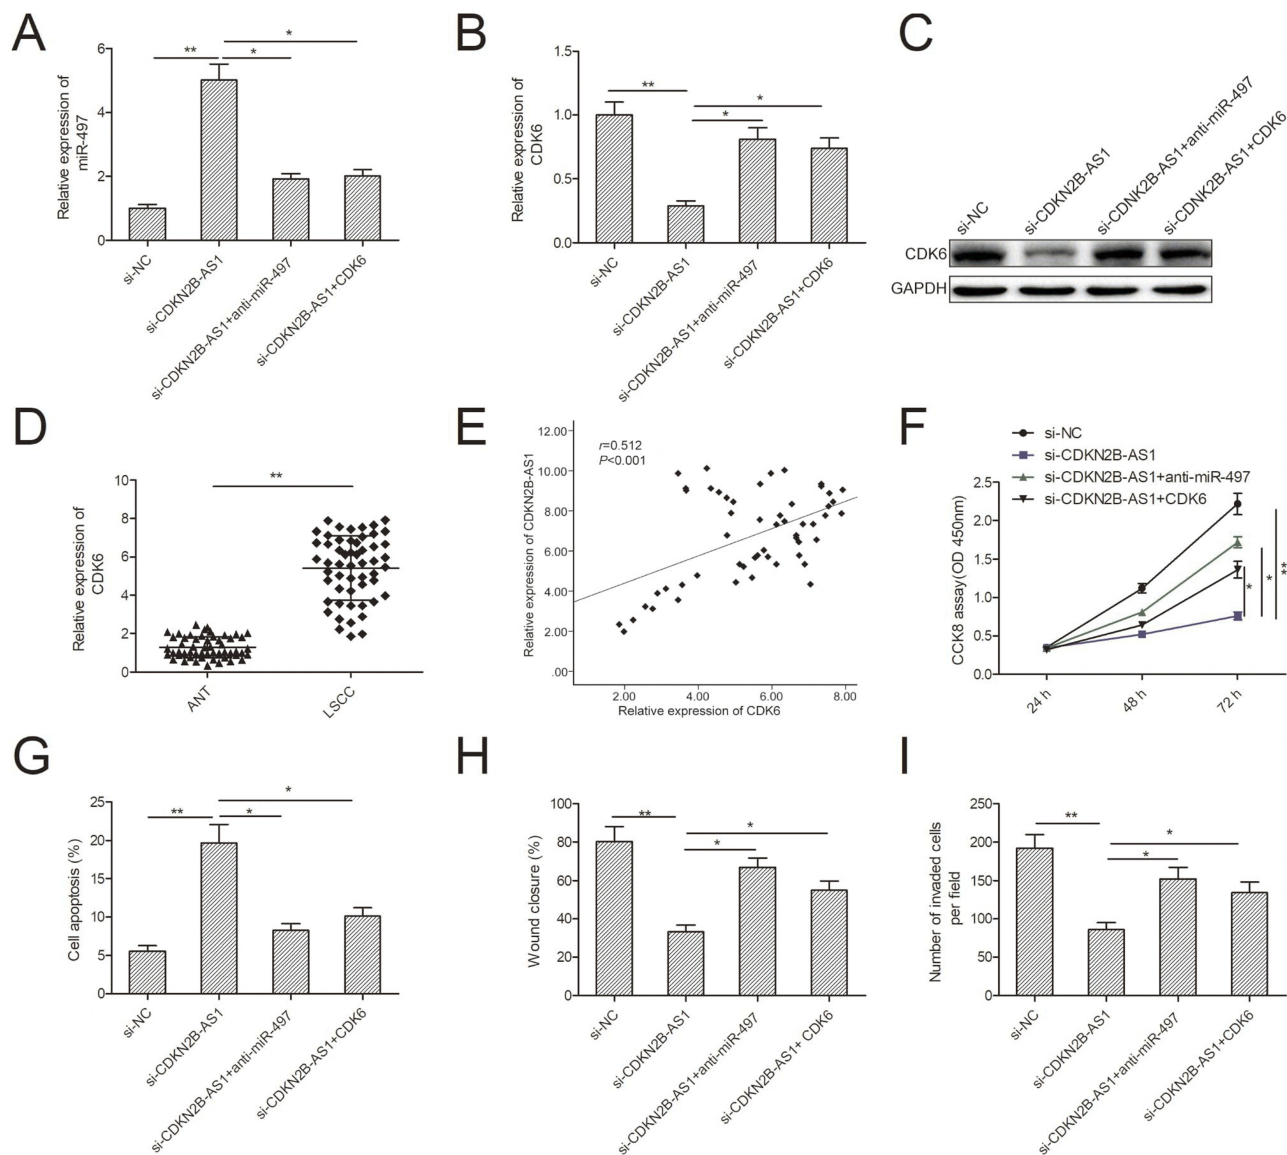 A
Relative expression of
miR-497
6
4
2
0
**
*
*
si-NC
si-CDKN2B-AS1
si-CDKN2B-AS1+anti-miR-497
si-CDKN2B-AS1+CDK6
B
Relative expression of
CDK6
1.5
1.0
0.5
0.0
**
*
*
si-NC
si-CDKN2B-AS1
si-CDKN2B-AS1+anti-miR-497
si-CDKN2B-AS1+CDK6
C
si-NC
si-CDKN2B-AS1
si-CDNK2B-AS1+anti-miR-497
si-CDNK2B-AS1+CDK6
CDK6
GAPDH
D
Relative expression of
CDK6
10
8
6
4
2
0
**
ANT
LSCC
E
Relative expression of CDKN2B-AS1
12.00
10.00
8.00
6.00
4.00
2.00
.00
r=0.512
P<0.001
2.00 4.00 6.00 8.00
Relative expression of CDK6
F
si-NC
si-CDKN2B-AS1
si-CDKN2B-AS1+anti-miR-497
si-CDKN2B-AS1+CDK6
CCK8 assay(OD 450nm)
2.5
2.0
1.5
1.0
0.5
0.0
*
*
**
24 h
48 h
72 h
G
Cell apoptosis (%)
25
20
15
10
5
0
**
*
*
si-NC
si-CDKN2B-AS1
si-CDKN2B-AS1+anti-miR-497
si-CDKN2B-AS1+CDK6
H
Wound closure (%)
100
80
60
40
20
0
**
*
*
si-NC
si-CDKN2B-AS1
si-CDKN2B-AS1+anti-miR-497
si-CDKN2B-AS1+ CDK6
I
Number of invaded cells
per field
250
200
150
100
50
0
**
*
*
si-NC
si-CDKN2B-AS1
si-CDKN2B-AS1+anti-miR-497
si-CDKN2B-AS1+CDK6